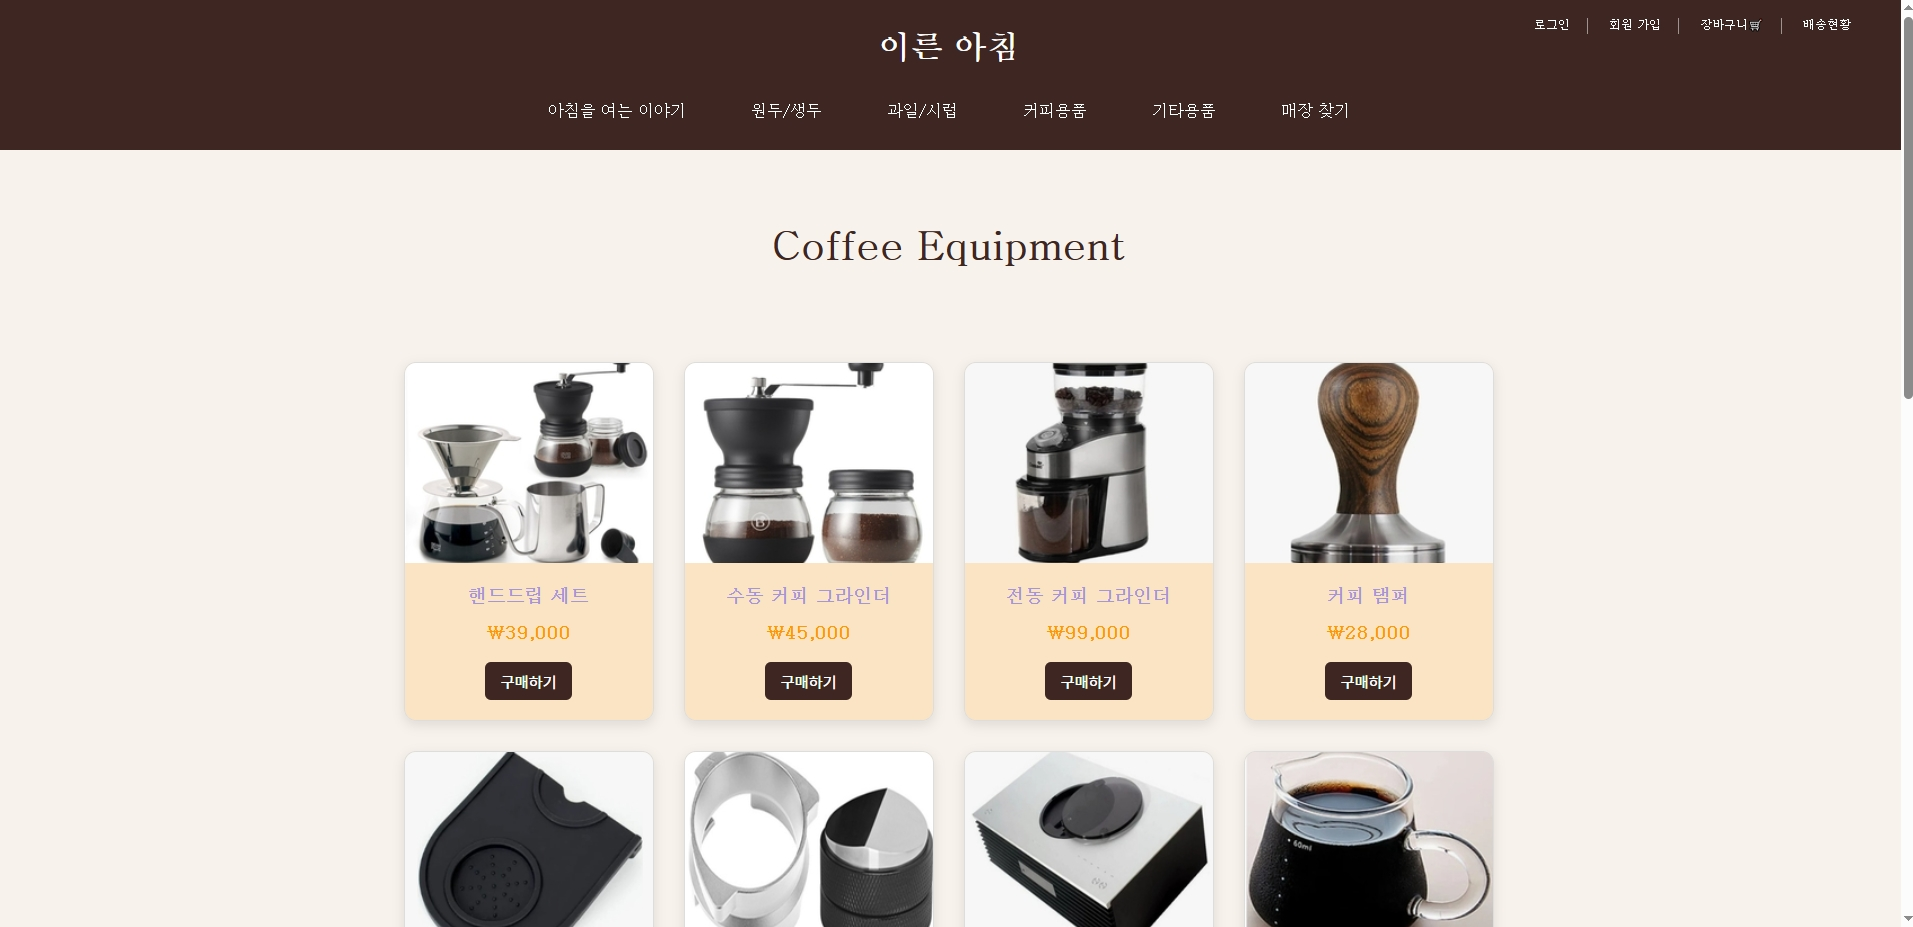 로그인 회원 가입 장바구니🛒 배송현황
이른 아침
아침을 여는 이야기 원두/생두 과일/시럽 커피용품 기타용품 매장 찾기
Coffee Equipment
핸드드립 세트 수동 커피 그라인더 전동 커피 그라인더 커피 탬퍼
₩39,000 ₩45,000 ₩99,000 ₩28,000
구매하기 구매하기 구매하기 구매하기
60ml